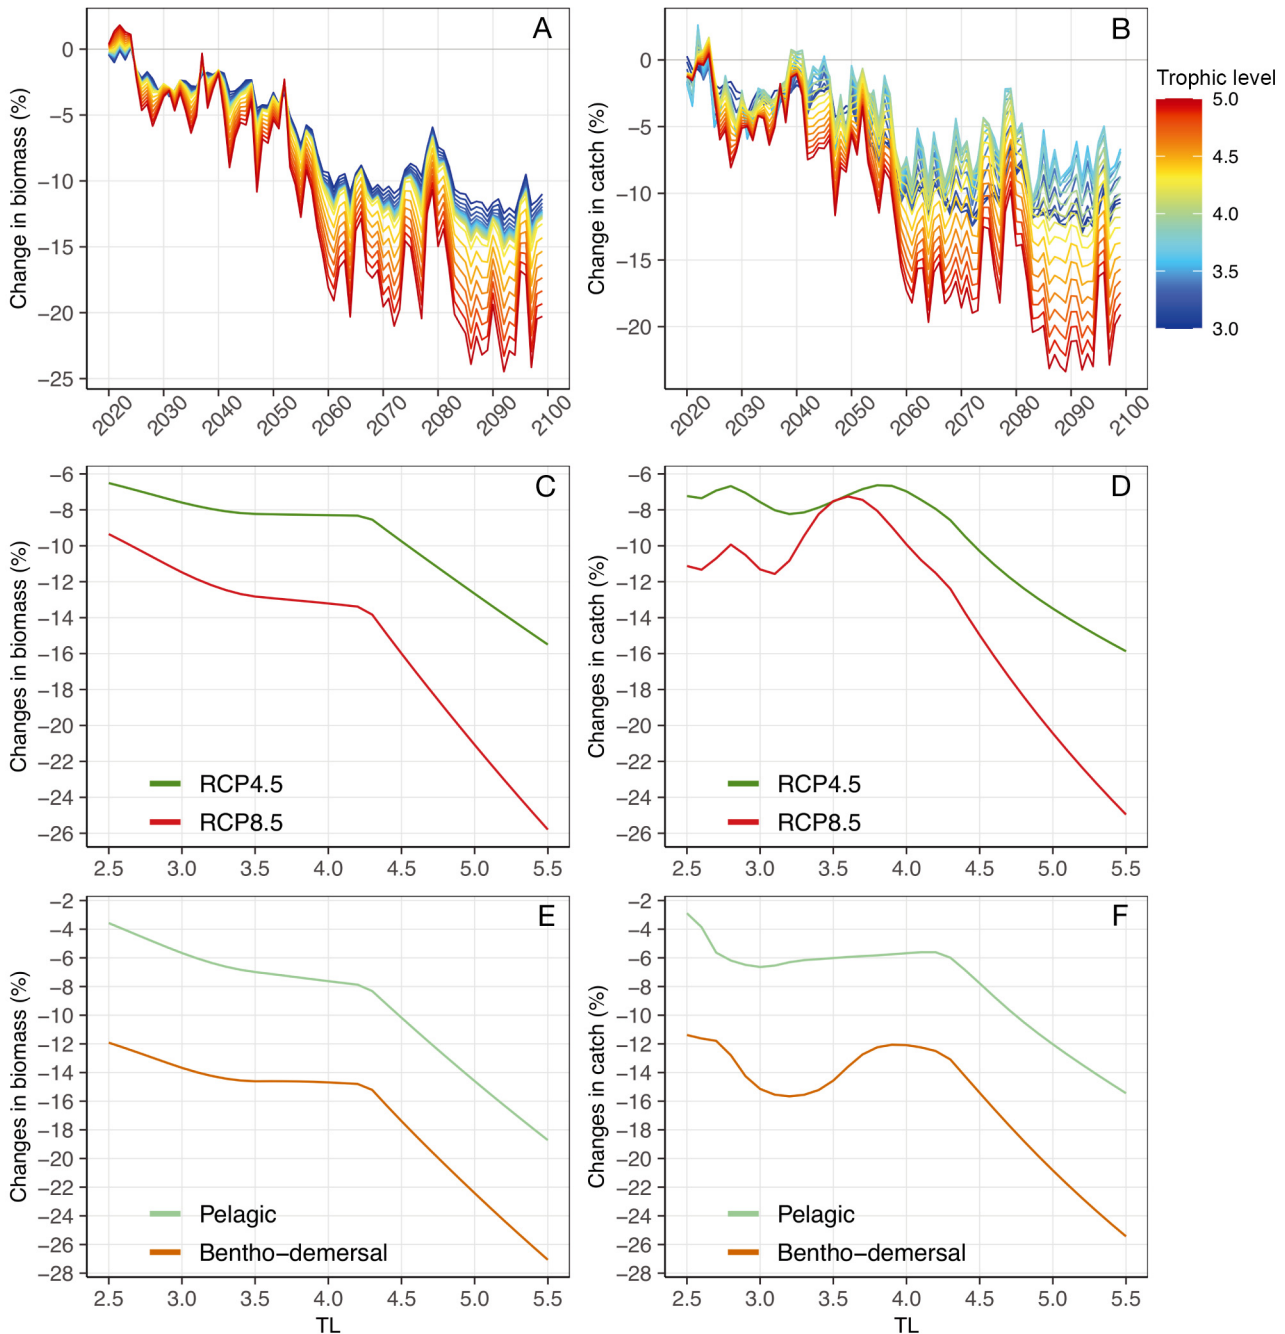 A
Change in biomass (%)
0
−5
−10
−15
−20
−25
2020 2030 2040 2050 2060 2070 2080 2090 2100
B
Change in catch (%)
0
−5
−10
−15
−20
2020 2030 2040 2050 2060 2070 2080 2090 2100
Trophic level
5.0
4.5
4.0
3.5
3.0
C
Changes in biomass (%)
−6
−8
−10
−12
−14
−16
−18
−20
−22
−24
−26
RCP4.5
RCP8.5
2.5 3.0 3.5 4.0 4.5 5.0 5.5
D
Changes in catch (%)
−6
−8
−10
−12
−14
−16
−18
−20
−22
−24
−26
RCP4.5
RCP8.5
2.5 3.0 3.5 4.0 4.5 5.0 5.5
E
Changes in biomass (%)
−2
−4
−6
−8
−10
−12
−14
−16
−18
−20
−22
−24
−26
−28
Pelagic
Bentho−demersal
2.5 3.0 3.5 4.0 4.5 5.0 5.5
TL
F
Changes in catch (%)
−2
−4
−6
−8
−10
−12
−14
−16
−18
−20
−22
−24
−26
−28
Pelagic
Bentho−demersal
2.5 3.0 3.5 4.0 4.5 5.0 5.5
TL